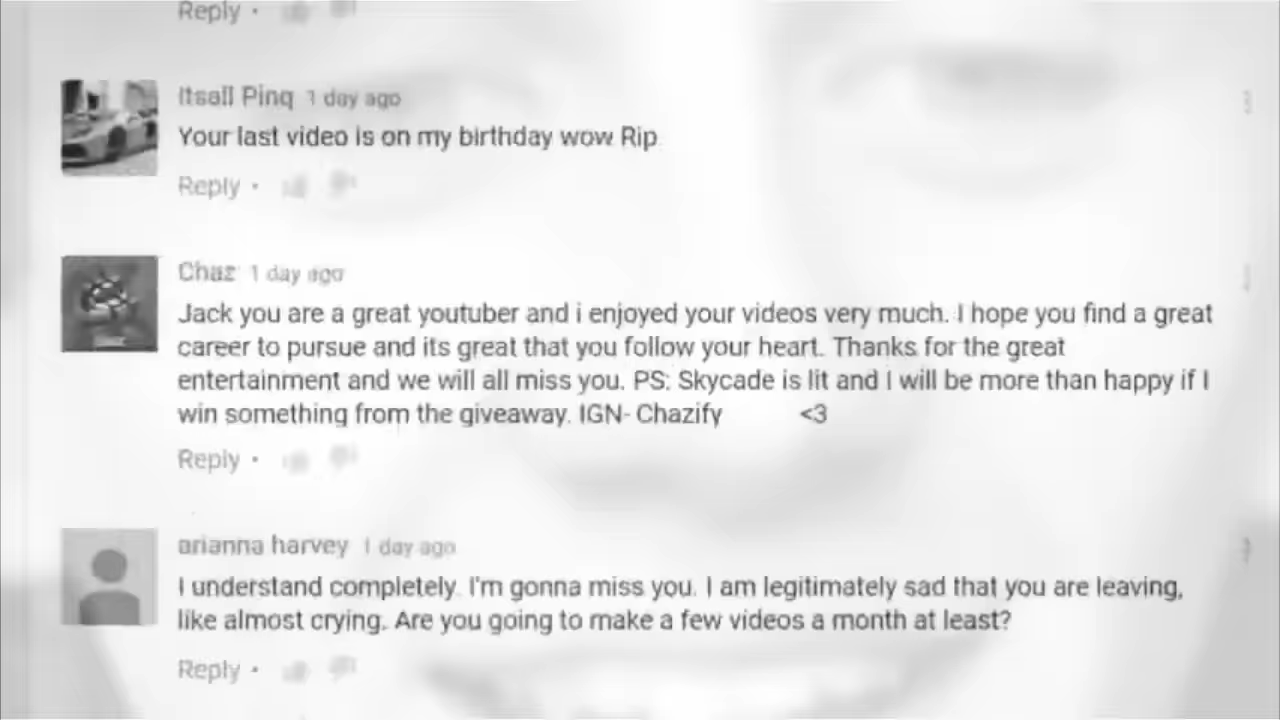 Reply •
Itsall Pinq 1 day ago
Your last video is on my birthday wow Rip
Reply •
Chaz 1 day ago
Jack you are a great youtuber and i enjoyed your videos very much. I hope you find a great
career to pursue and its great that you follow your heart. Thanks for the great
entertainment and we will all miss you. PS: Skycade is lit and I will be more than happy if I
win something from the giveaway. IGN- Chazify <3
Reply •
arianna harvey 1 day ago
I understand completely. I'm gonna miss you. I am legitimately sad that you are leaving,
like almost crying. Are you going to make a few videos a month at least?
Reply •